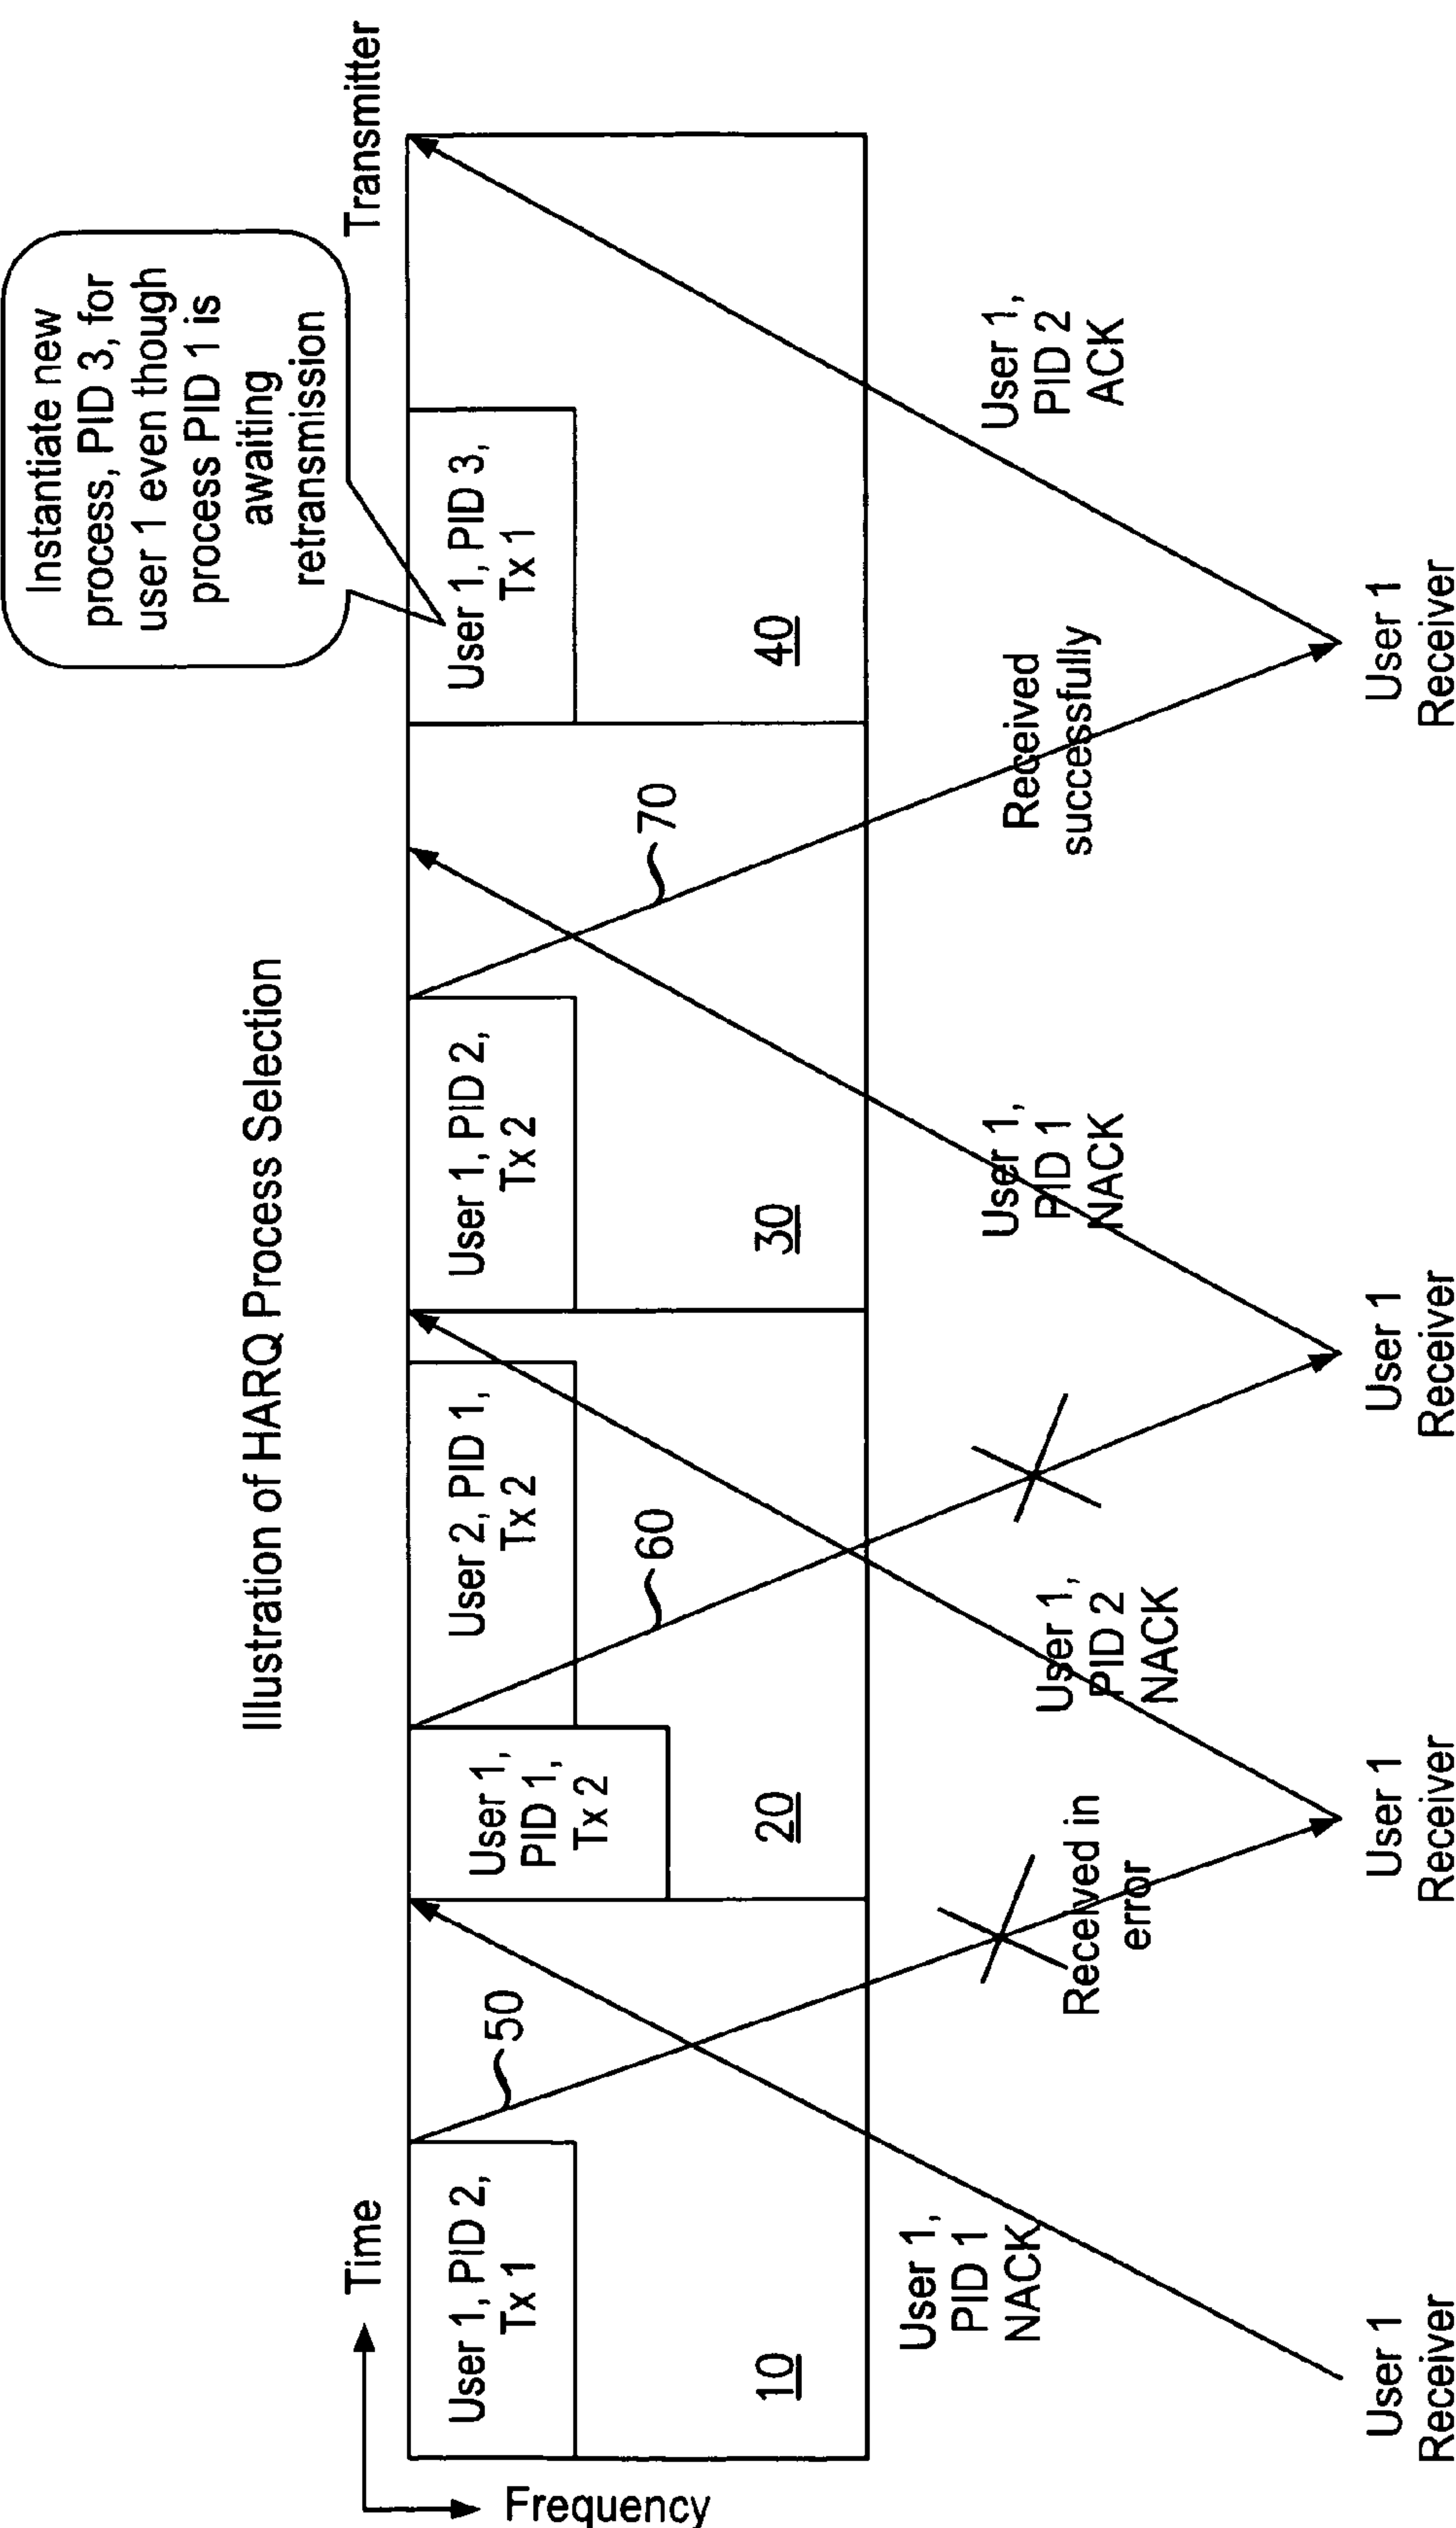 Illustration of HARQ Process Selection
Instantiate new
process, PID 3, for
user 1 even though
process PID 1 is
awaiting
retransmission
Time
Transmitter
Frequency
User 1, PID 2,
Tx 1
10
50
User 1,
PID 1,
Tx 2
User 2, PID 1,
Tx 2
20
60
User 1, PID 2,
Tx 2
30
70
User 1, PID 3,
Tx 1
40
User 1,
PID 1
NACK
Received in
error
User 1,
PID 2
NACK
User 1,
PID 1
NACK
Received
successfully
User 1,
PID 2
ACK
User 1
Receiver
User 1
Receiver
User 1
Receiver
User 1
Receiver